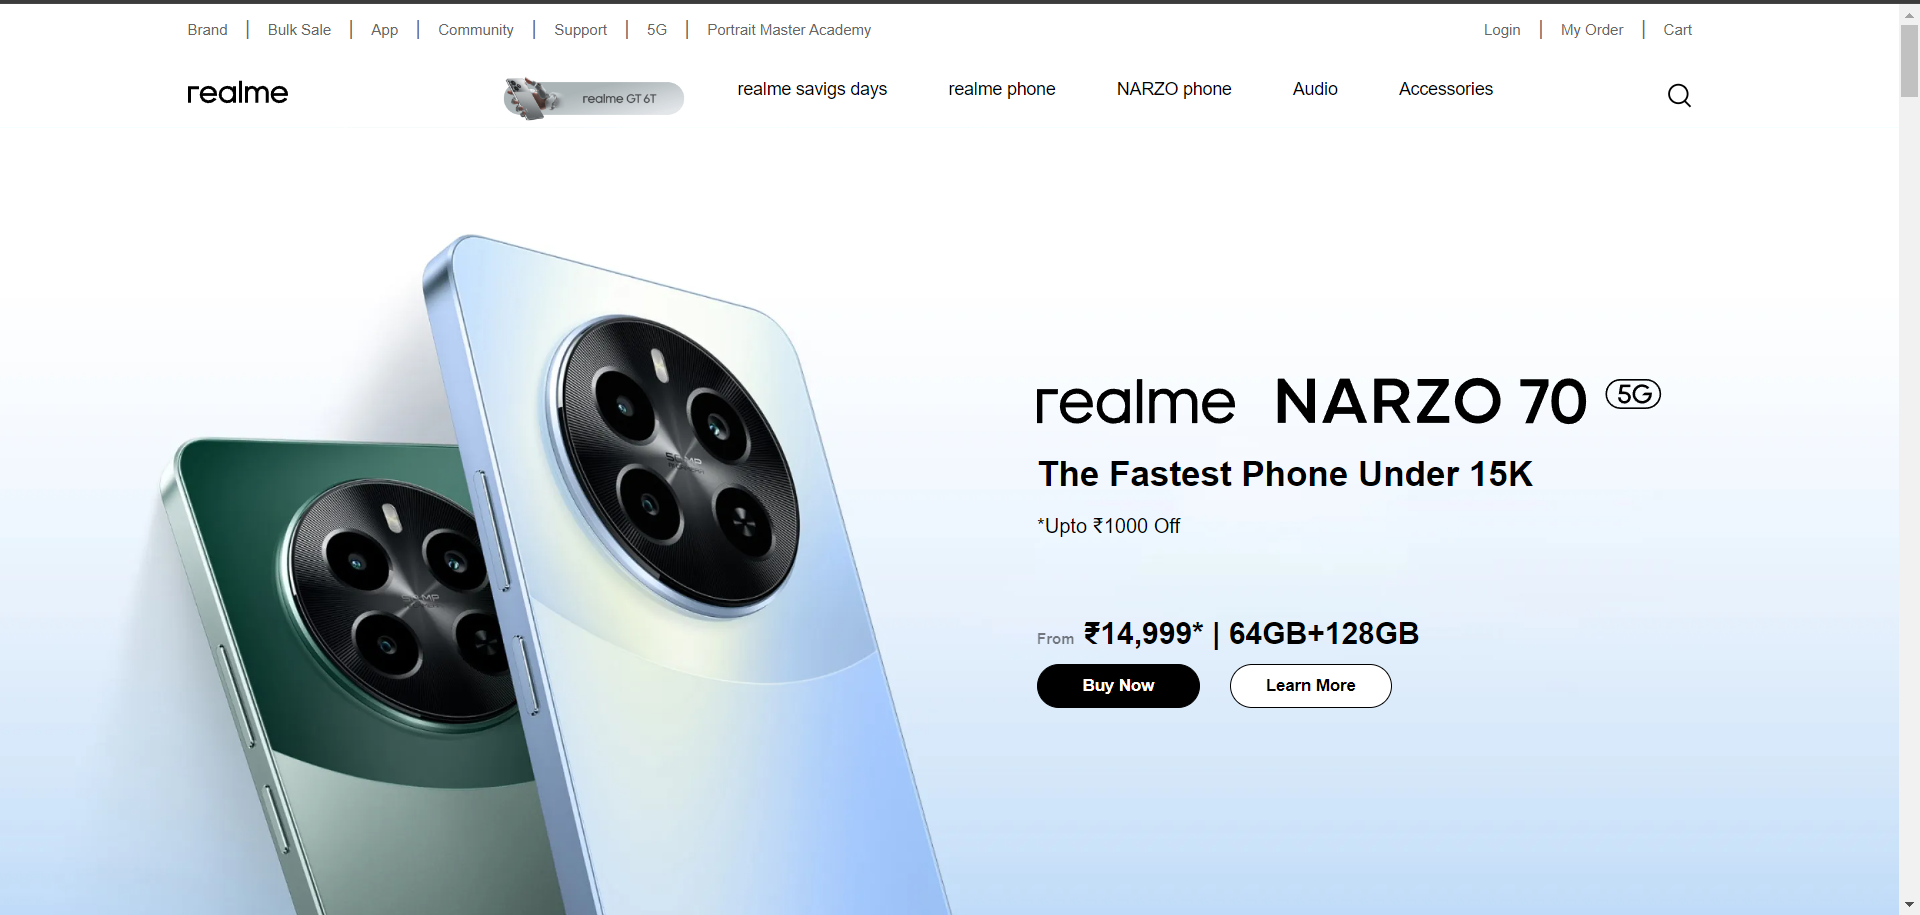 Brand | Bulk Sale | App | Community | Support | 5G | Portrait Master Academy
Login | My Order | Cart
realme
realme GT 6T
realme savigs days
realme phone
NARZO phone
Audio
Accessories
realme NARZO 70 5G
The Fastest Phone Under 15K
*Upto ₹1000 Off
From ₹14,999* | 64GB+128GB
Buy Now
Learn More